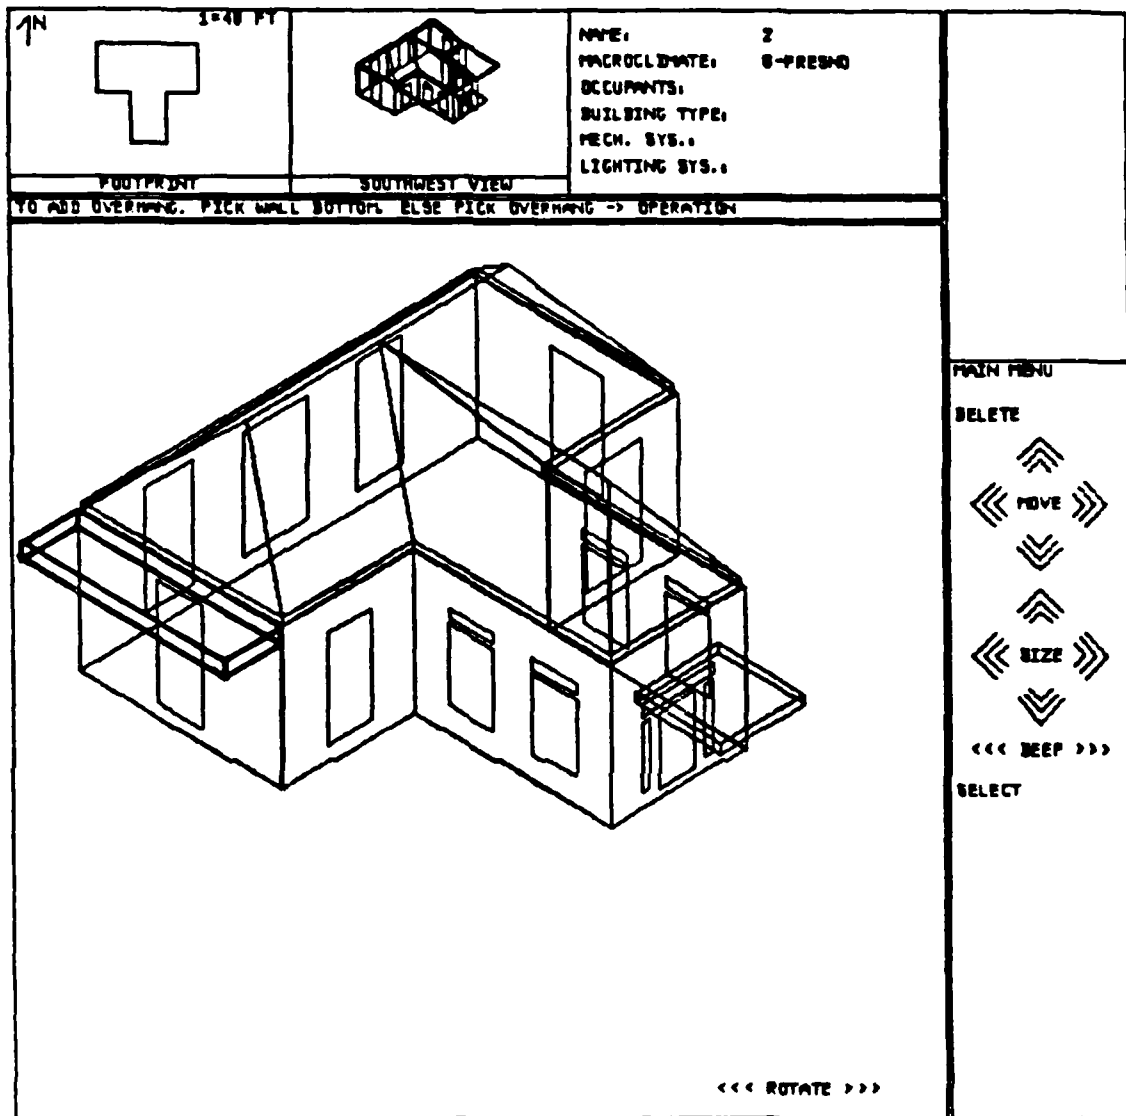 N
1=40 FT
FOOTPRINT
SOUTHWEST VIEW
NAME: 2
MACROCLIMATE: 8-FRESNO
OCCUPANTS:
BUILDING TYPE:
MECH. SYS.:
LIGHTING SYS.:
TO ADD OVERHANG. PICK WALL BOTTOM. ELSE PICK OVERHANG -> OPERATION
MAIN MENU
DELETE
MOVE
SIZE
<<< BEEP >>>
SELECT
<<< ROTATE >>>